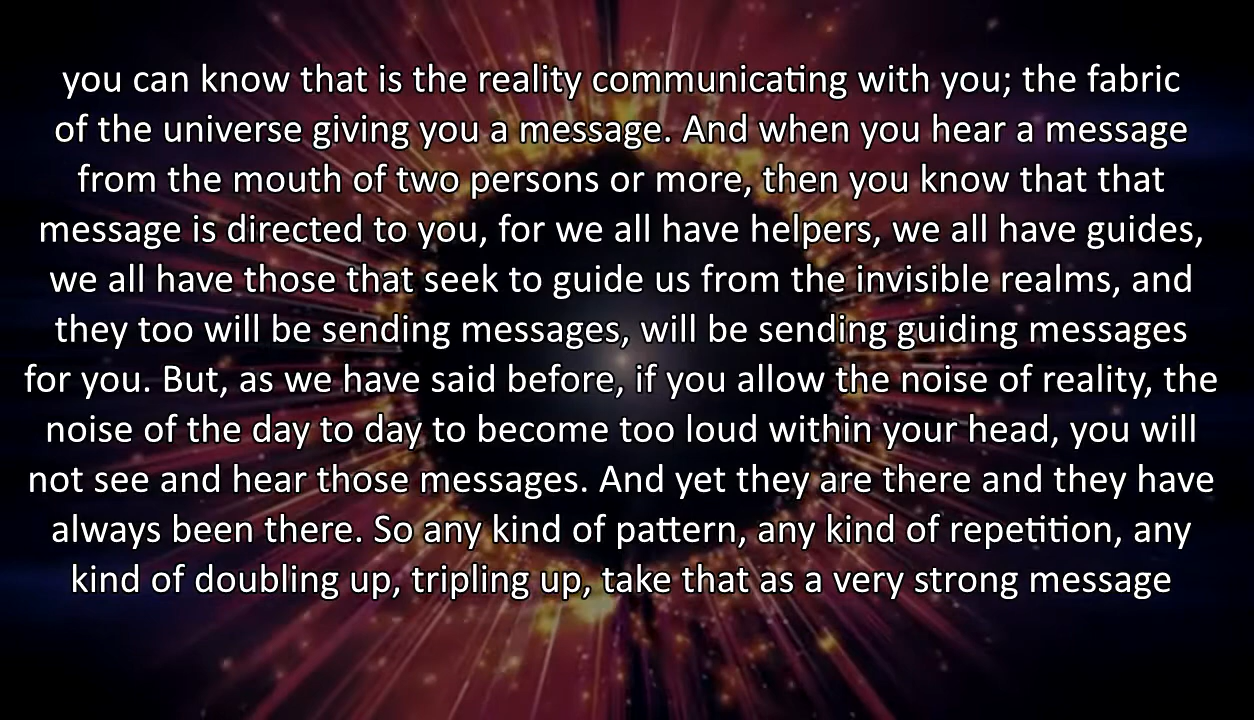 you can know that is the reality communicating with you; the fabric
of the universe giving you a message. And when you hear a message
from the mouth of two persons or more, then you know that that
message is directed to you, for we all have helpers, we all have guides,
we all have those that seek to guide us from the invisible realms, and
they too will be sending messages, will be sending guiding messages
for you. But, as we have said before, if you allow the noise of reality, the
noise of the day to day to become too loud within your head, you will
not see and hear those messages. And yet they are there and they have
always been there. So any kind of pattern, any kind of repetition, any
kind of doubling up, tripling up, take that as a very strong message